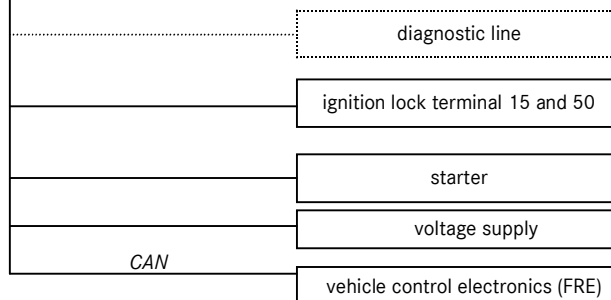 diagnostic line
ignition lock terminal 15 and 50
starter
voltage supply
CAN
vehicle control electronics (FRE)